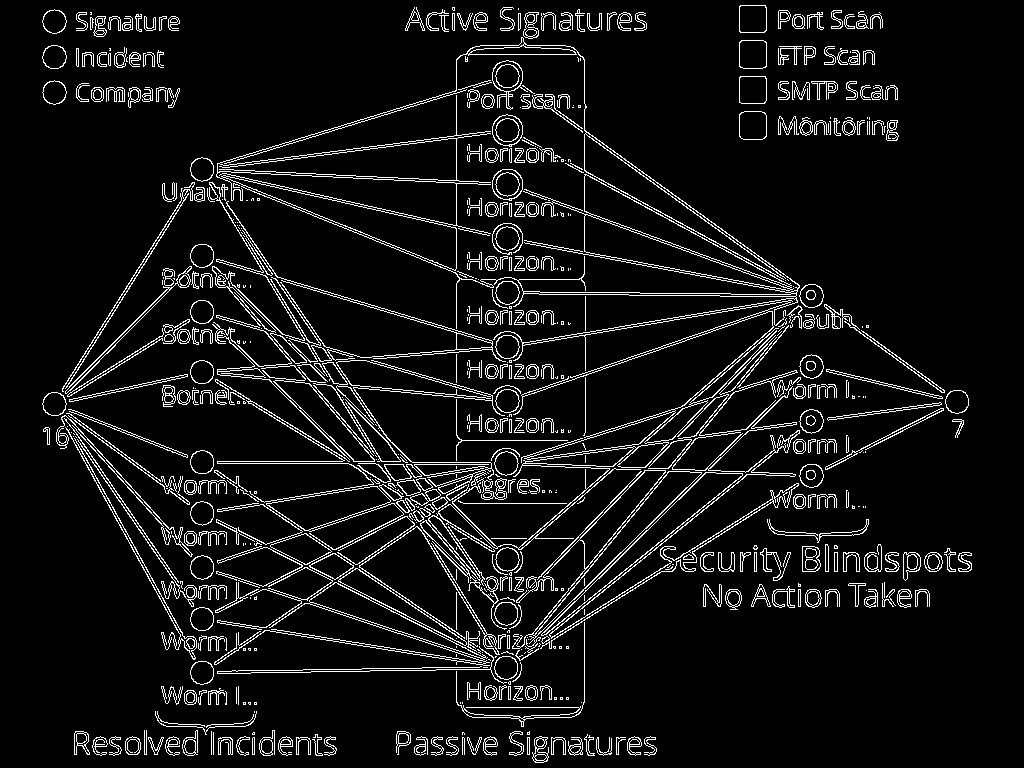 Signature
Incident
Company
Active Signatures
Port Scan
FTP Scan
SMTP Scan
Monitoring
Port scan...
Horizon...
Horizon...
Horizon...
Horizon...
Horizon...
Horizon...
Aggres...
Horizon...
Horizon...
Horizon...
Unauth...
Botnet...
Botnet...
Botnet...
Worm I...
Worm I...
Worm I...
Worm I...
Worm I...
16
Unauth...
Worm I...
Worm I...
Worm I...
7
Security Blindspots
No Action Taken
Resolved Incidents
Passive Signatures